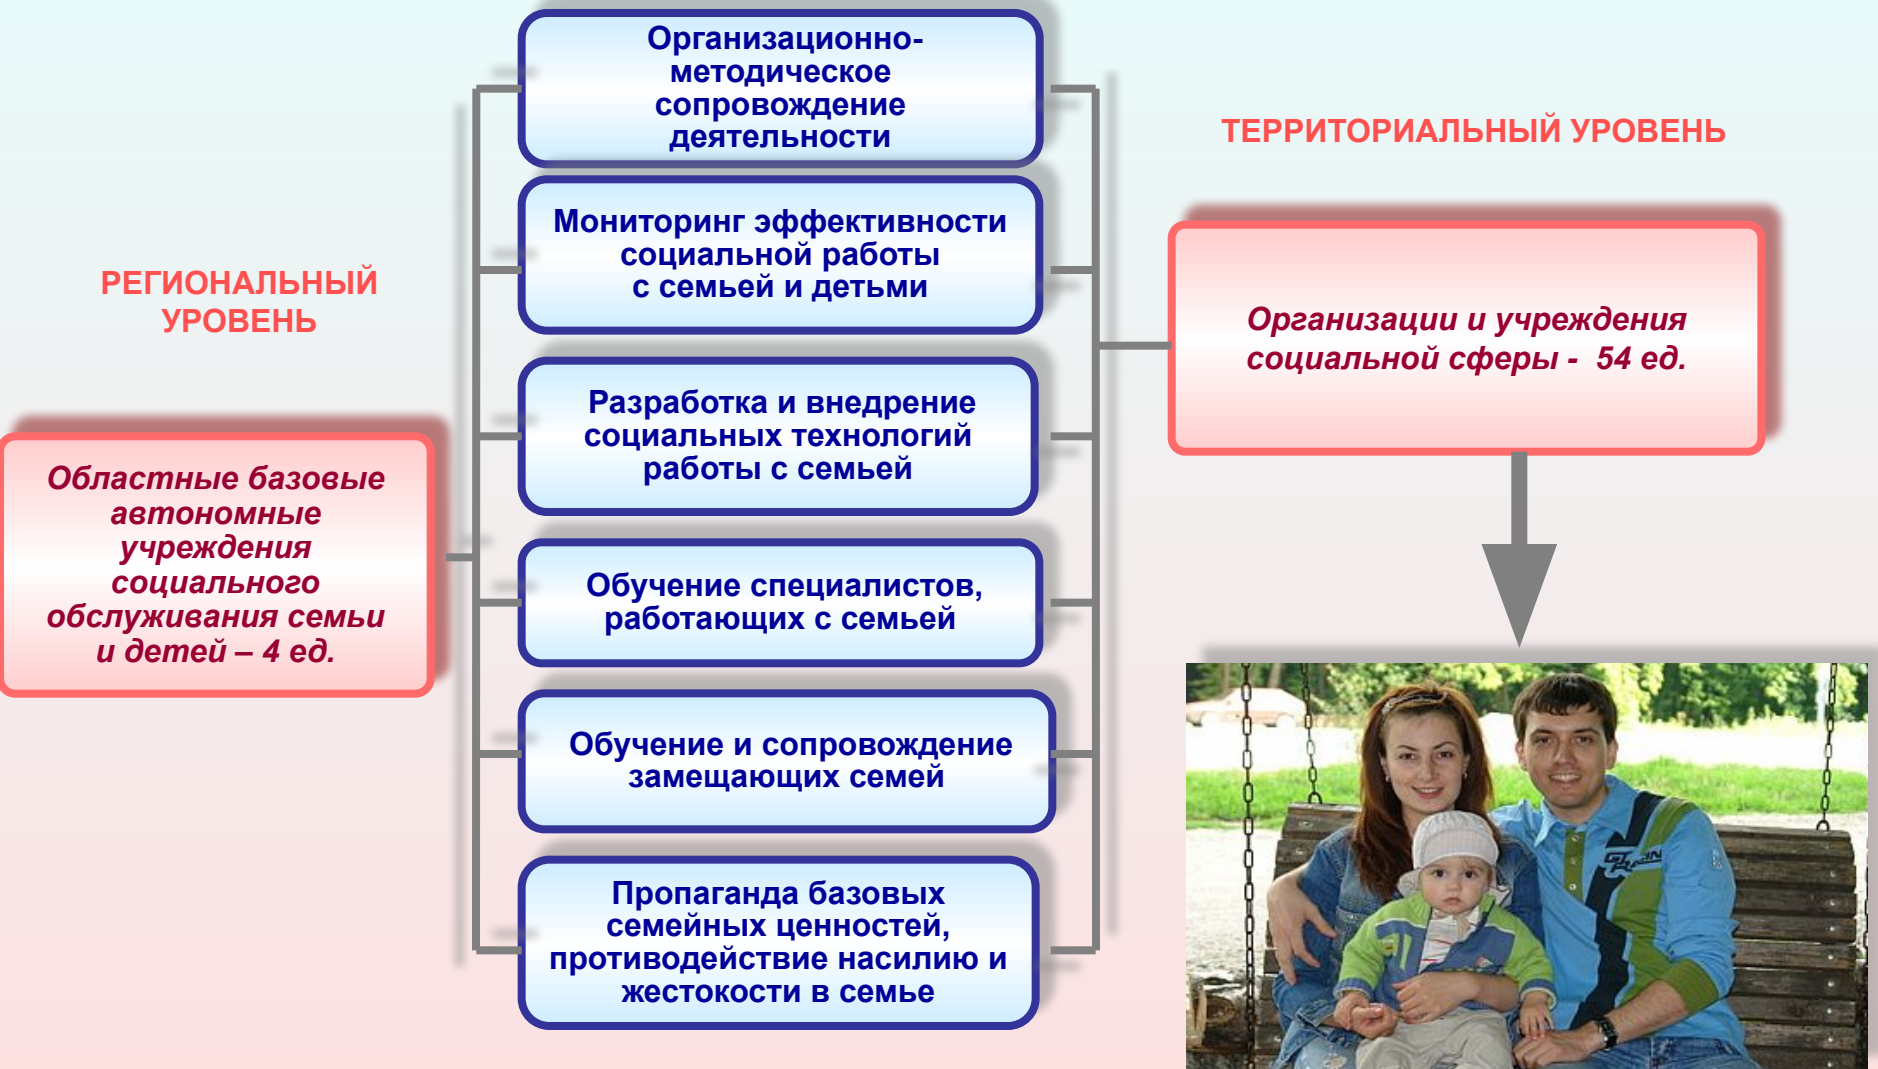 РЕГИОНАЛЬНЫЙ
УРОВЕНЬ
Областные базовые
автономные
учреждения
социального
обслуживания семьи
и детей – 4 ед.
Организационно-
методическое
сопровождение
деятельности
Мониторинг эффективности
социальной работы
с семьей и детьми
Разработка и внедрение
социальных технологий
работы с семьей
Обучение специалистов,
работающих с семьей
Обучение и сопровождение
замещающих семей
Пропаганда базовых
семейных ценностей,
противодействие насилию и
жестокости в семье
ТЕРРИТОРИАЛЬНЫЙ УРОВЕНЬ
Организации и учреждения
социальной сферы - 54 ед.